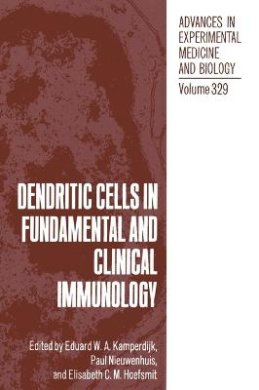 ADVANCES IN
EXPERIMENTAL
MEDICINE
AND BIOLOGY
Volume 329
DENDRITIC CELLS IN
FUNDAMENTAL AND
CLINICAL
IMMUNOLOGY
Edited by Eduard W. A. Kamperdijk,
Paul Nieuwenhuis,
and Elisabeth C. M. Hoefsmit